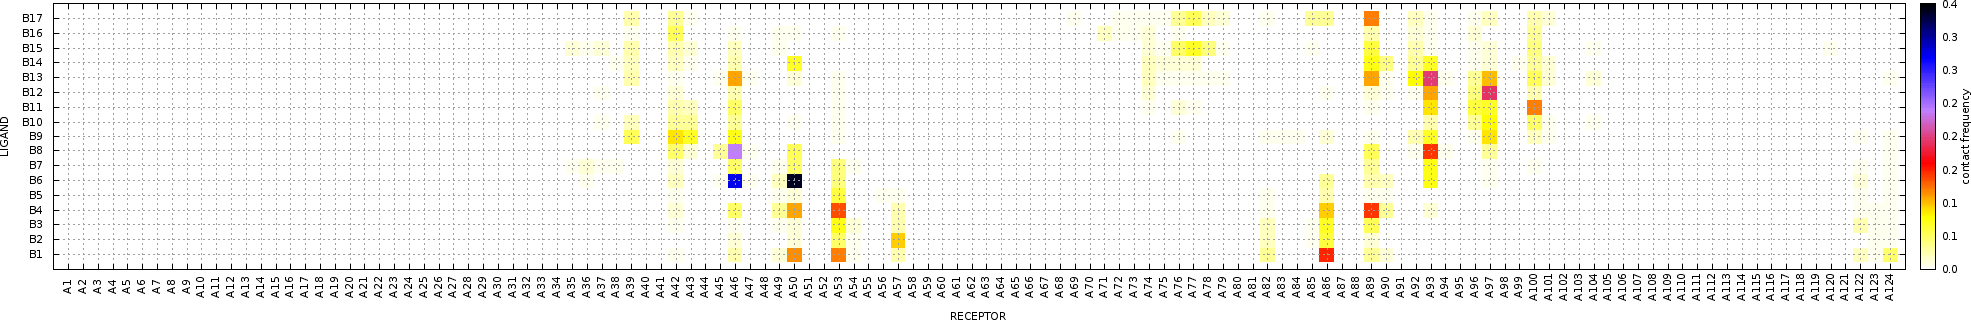 B17
B16
B15
B14
B13
B12
B11
B10
B9
B8
B7
B6
B5
B4
B3
B2
B1
LIGAND
A1 A2 A3 A4 A5 A6 A7 A8 A9 A10 A11 A12 A13 A14 A15 A16 A17 A18 A19 A20 A21 A22 A23 A24 A25 A26 A27 A28 A29 A30 A31 A32 A33 A34 A35 A36 A37 A38 A39 A40 A41 A42 A43 A44 A45 A46 A47 A48 A49 A50 A51 A52 A53 A54 A55 A56 A57 A58 A59 A60 A61 A62 A63 A64 A65 A66 A67 A68 A69 A70 A71 A72 A73 A74 A75 A76 A77 A78 A79 A80 A81 A82 A83 A84 A85 A86 A87 A88 A89 A90 A91 A92 A93 A94 A95 A96 A97 A98 A99 A100 A101 A102 A103 A104 A105 A106 A107 A108 A109 A110 A111 A112 A113 A114 A115 A116 A117 A118 A119 A120 A121 A122 A123 A124
RECEPTOR
0.4
0.3
0.3
0.2
0.2
0.2
0.1
0.1
0.0
contact frequency